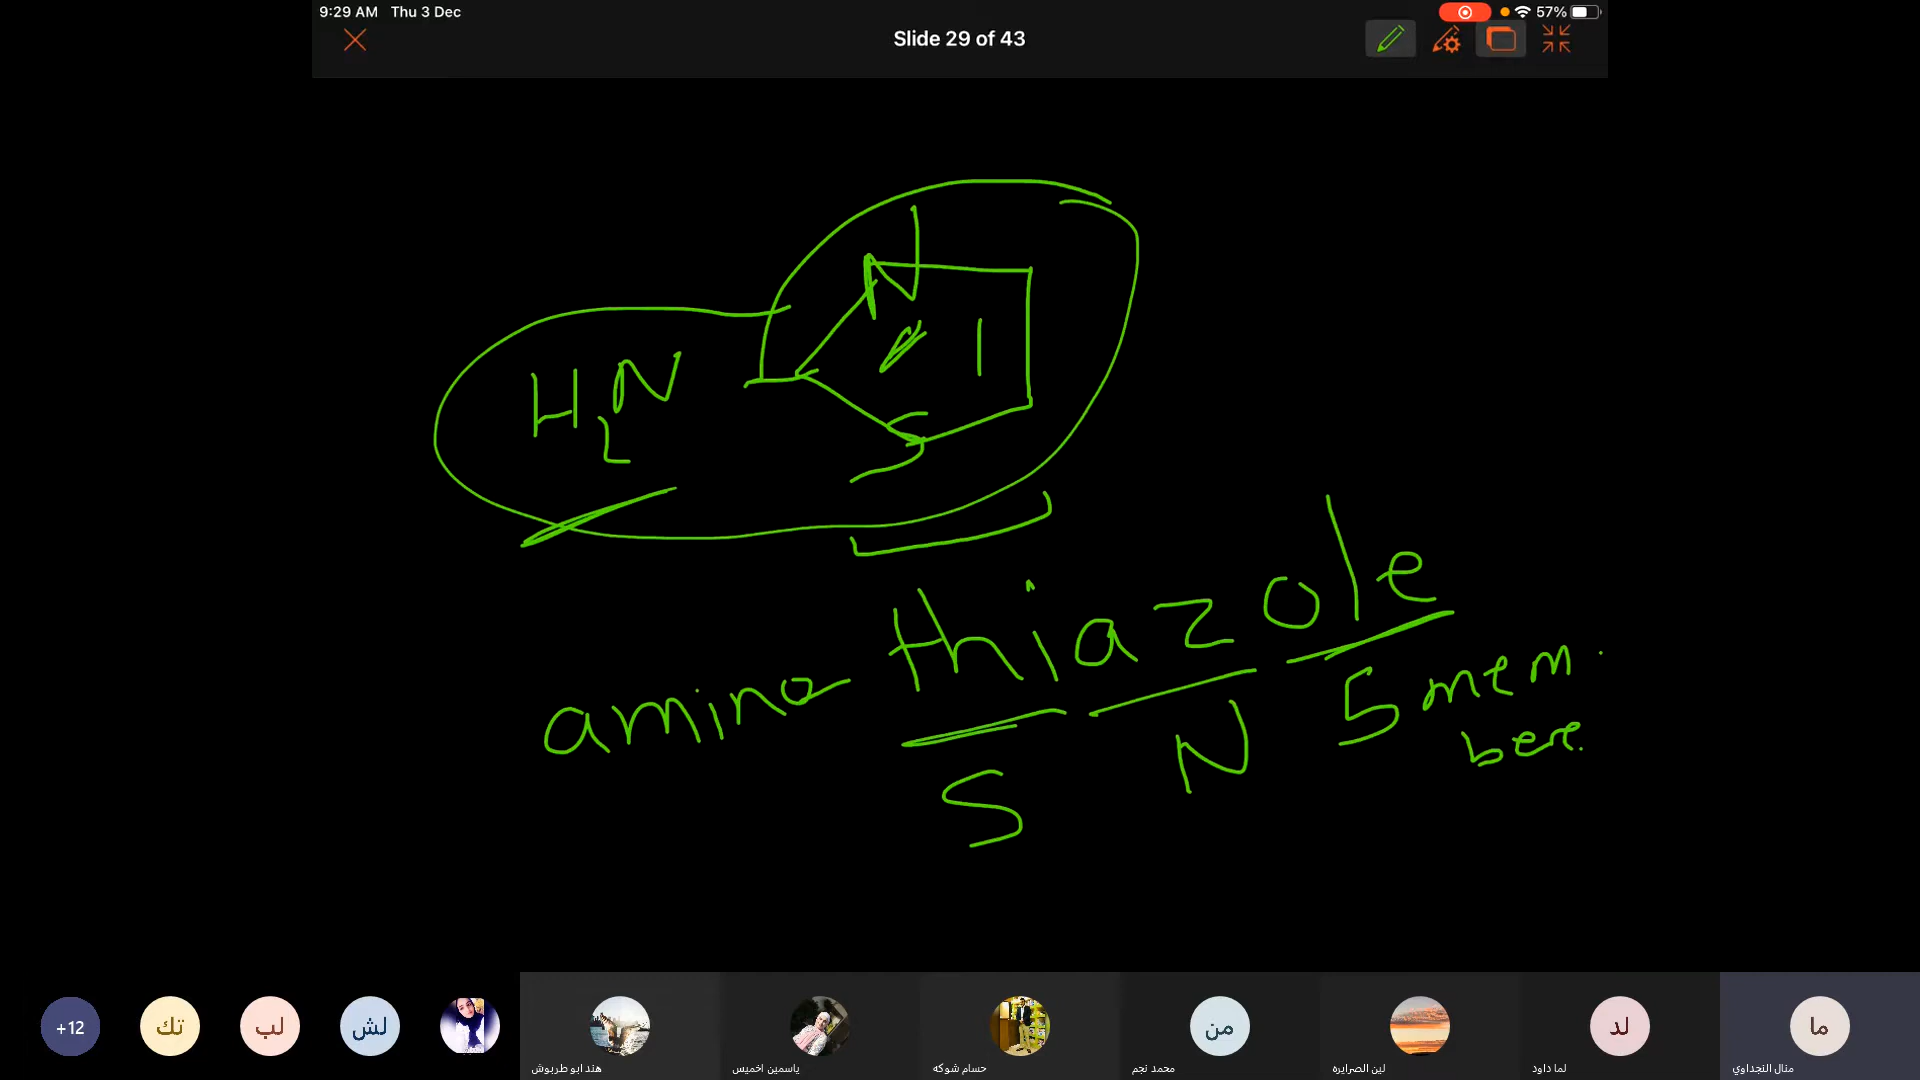 9:29 AM Thu 3 Dec
57%
Slide 29 of 43
N
H2N
S
amino thiazole
S N 5 mem
bere.
+12
تك
لب
لش
من
لد
ما
هند ابو طربوش
ياسمين اخميس
حسام شوكه
محمد نجم
لين الصرايره
لما داود
منال النجداوي